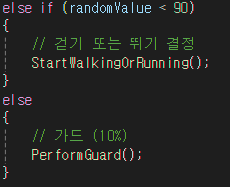 else if (randomValue < 90)
{
// 걷기 또는 뛰기 결정
StartWalkingOrRunning();
}
else
{
// 가드 (10%)
PerformGuard();
}